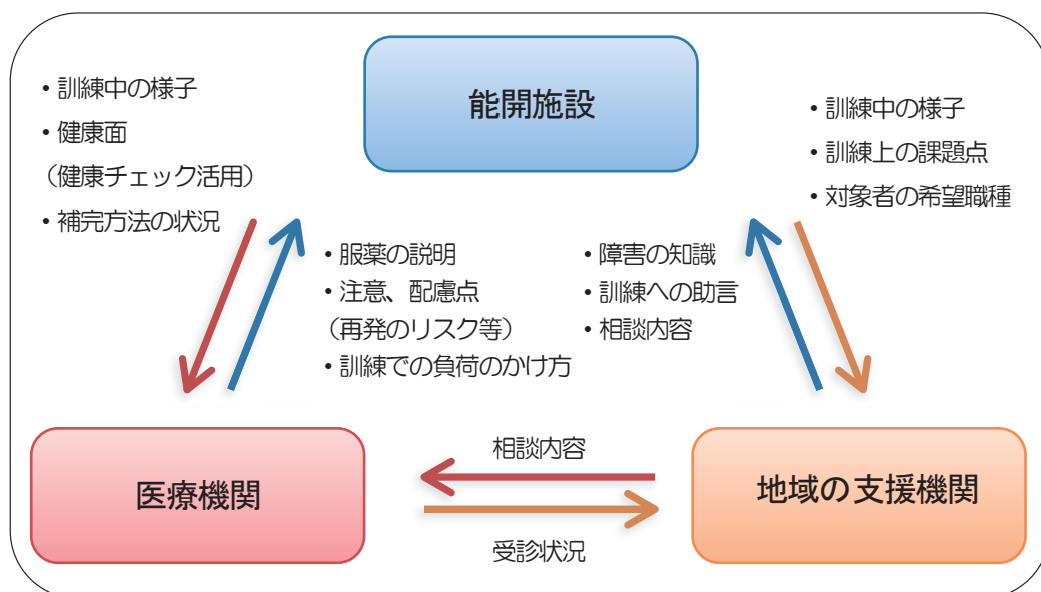 能開施設
・訓練中の様子
・健康面
（健康チェック活用）
・補完方法の状況
・訓練中の様子
・訓練上の課題点
・対象者の希望職種
・服薬の説明
・注意、配慮点
（再発のリスク等）
・訓練での負荷のかけ方
・障害の知識
・訓練への助言
・相談内容
医療機関
相談内容
受診状況
地域の支援機関